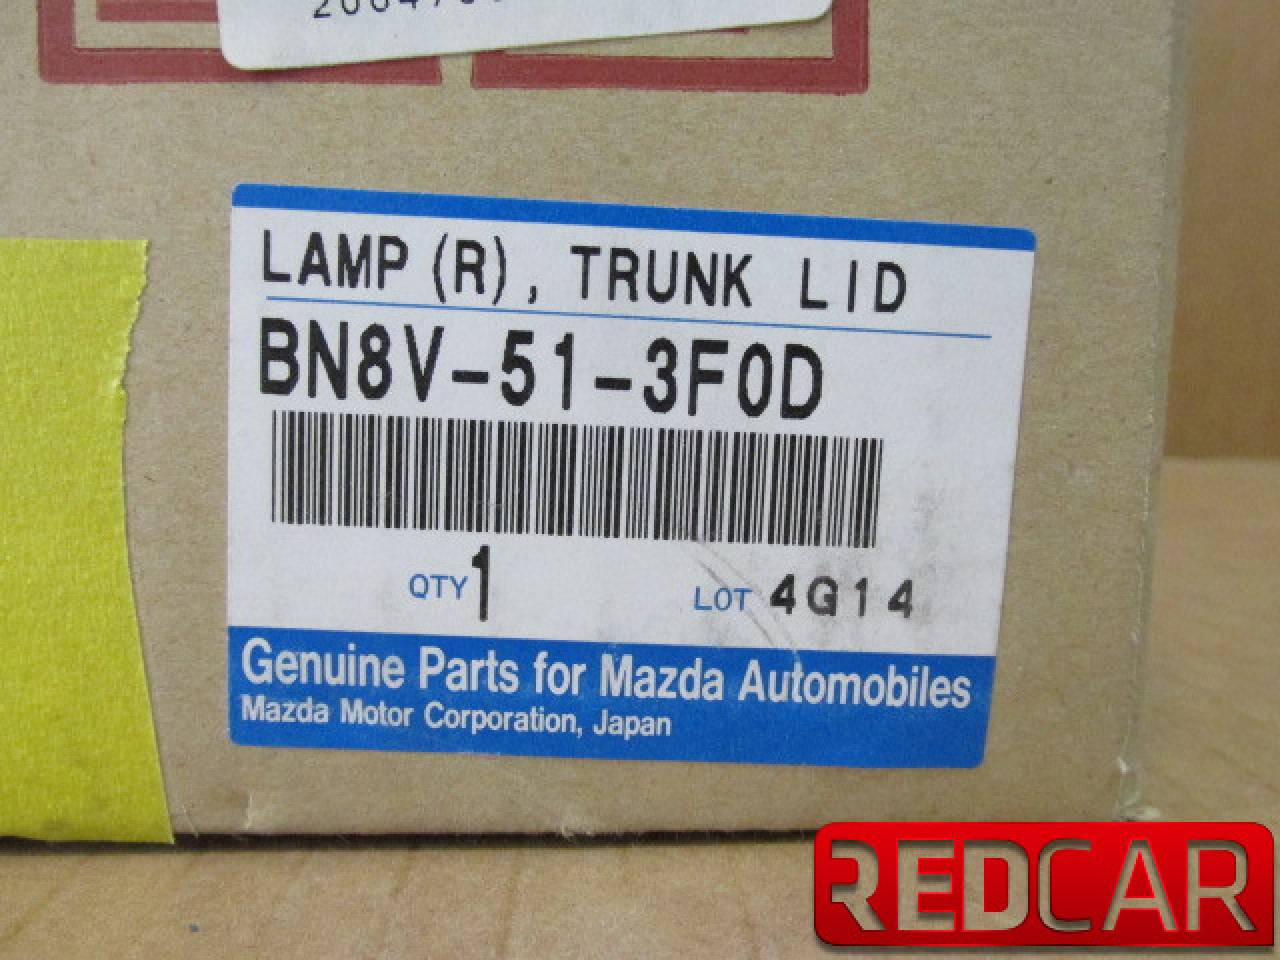 LAMP (R), TRUNK LID
BN8V-51-3F0D
QTY 1
LOT 4G14
Genuine Parts for Mazda Automobiles
Mazda Motor Corporation, Japan
REDCAR